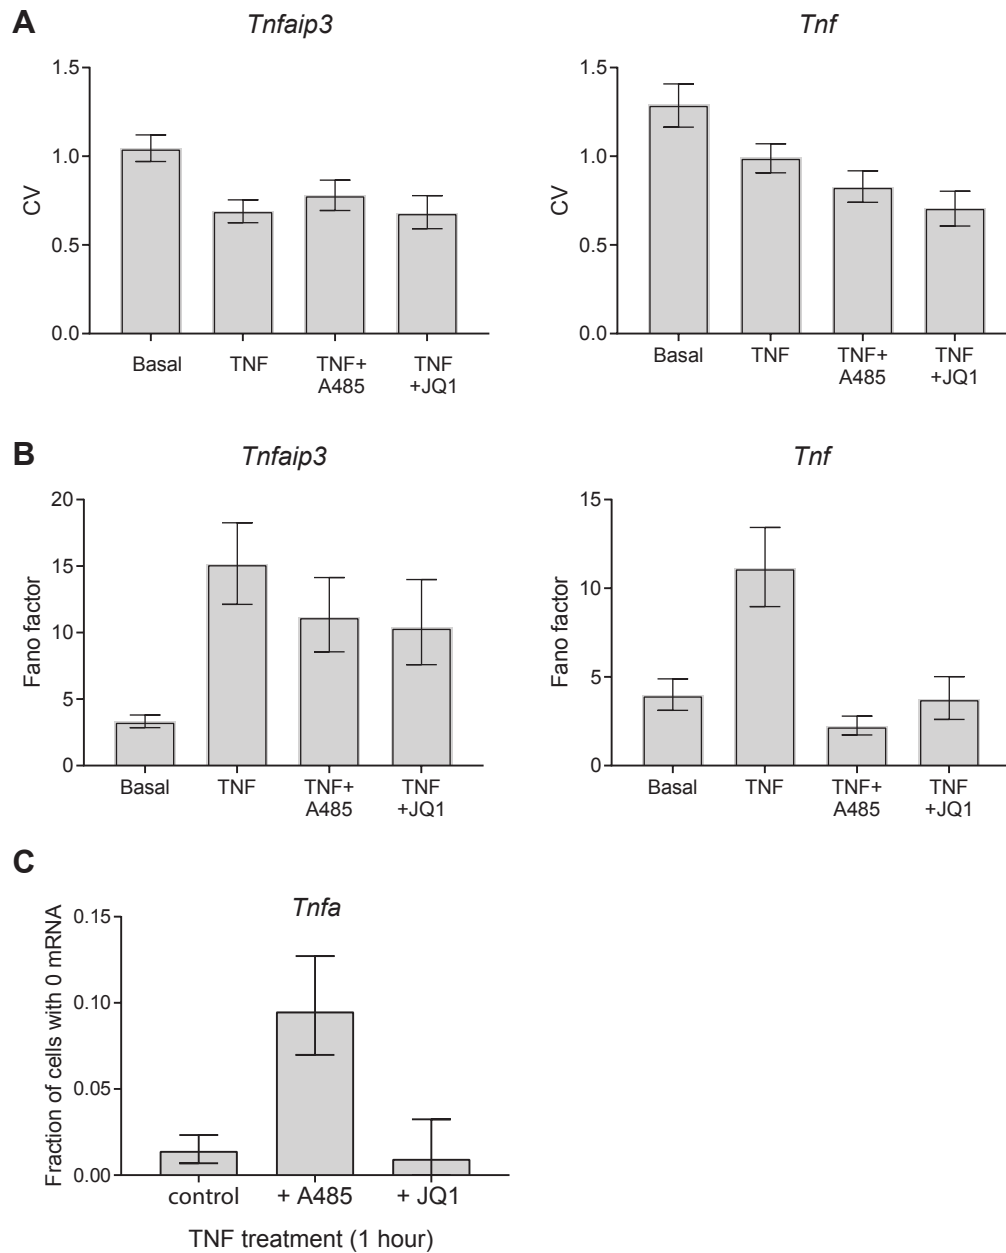 A
Tnfaip3
Tnf
1.5
1.0
0.5
0.0
CV
Basal
TNF
TNF+
A485
TNF
+JQ1
1.5
1.0
0.5
0.0
CV
Basal
TNF
TNF+
A485
TNF
+JQ1
B
Tnfaip3
Tnf
20
15
10
5
0
Fano factor
Basal
TNF
TNF+
A485
TNF
+JQ1
15
10
5
0
Fano factor
Basal
TNF
TNF+
A485
TNF
+JQ1
C
Tnfa
0.15
0.10
0.05
0.00
Fraction of cells with 0 mRNA
control
+ A485
+ JQ1
TNF treatment (1 hour)